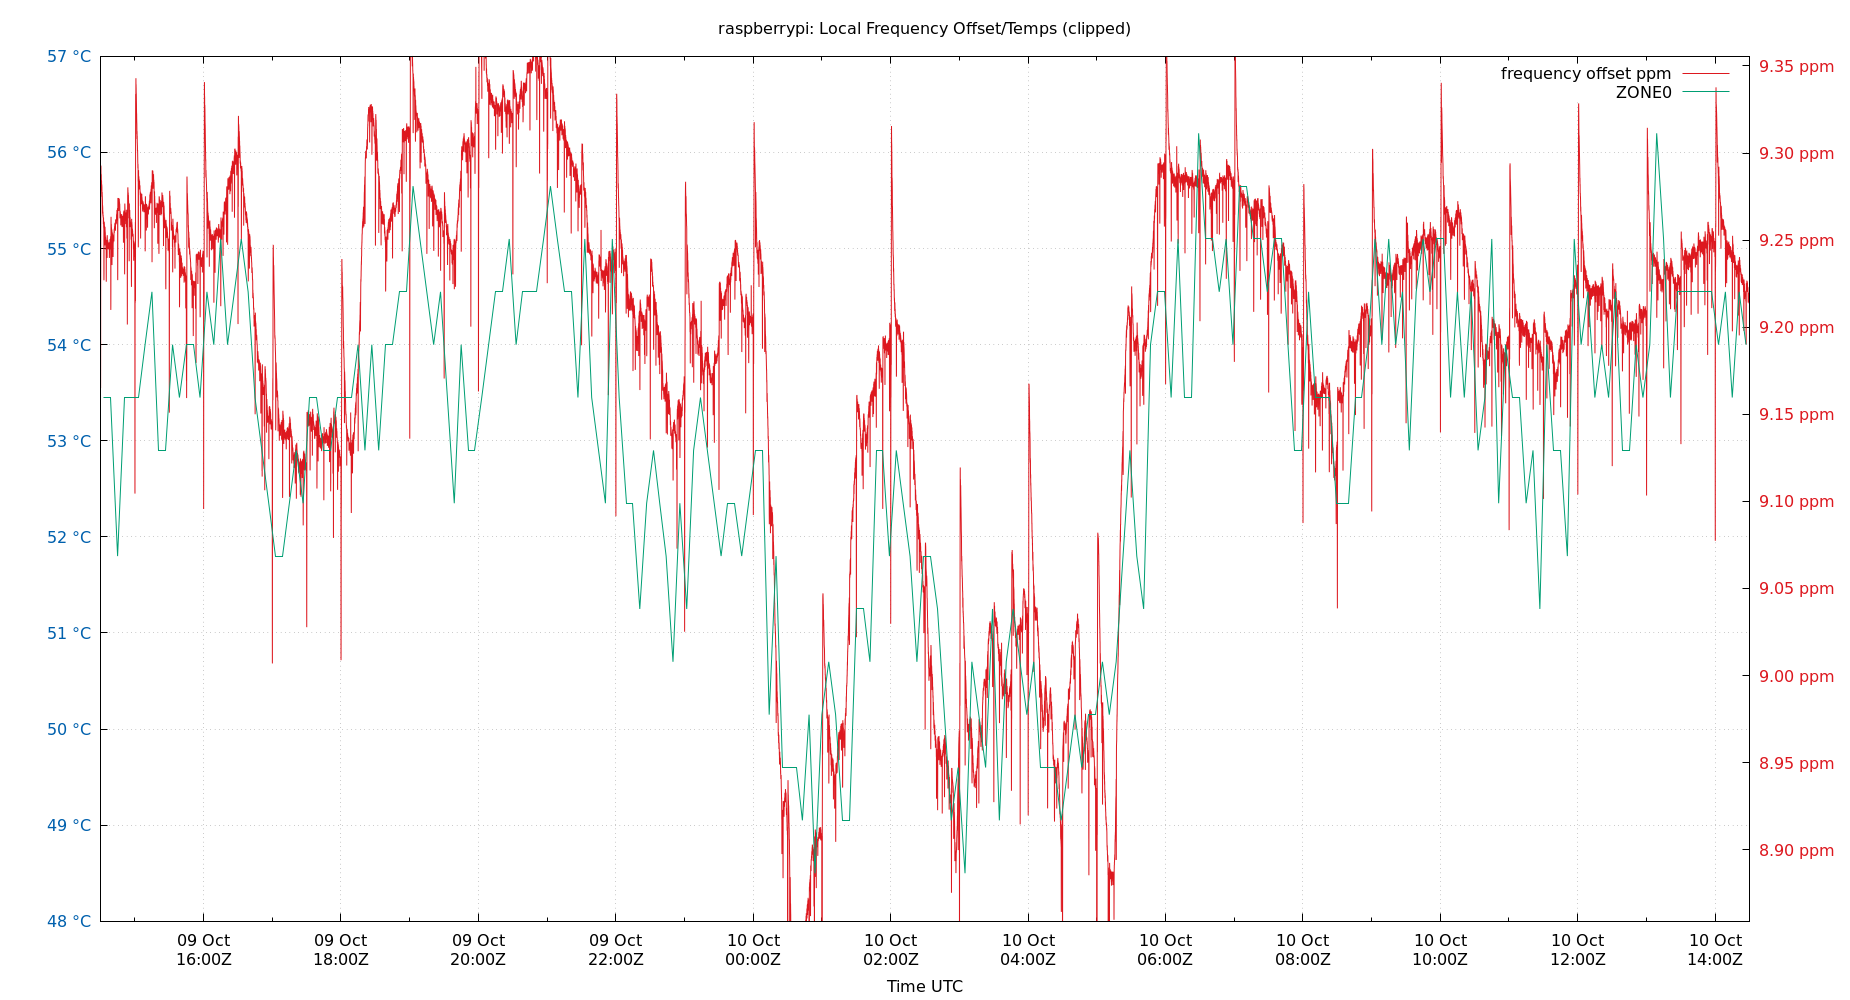 raspberrypi: Local Frequency Offset/Temps (clipped)
frequency offset ppm
ZONE0
57 °C
56 °C
55 °C
54 °C
53 °C
52 °C
51 °C
50 °C
49 °C
48 °C
9.35 ppm
9.30 ppm
9.25 ppm
9.20 ppm
9.15 ppm
9.10 ppm
9.05 ppm
9.00 ppm
8.95 ppm
8.90 ppm
09 Oct
16:00Z
09 Oct
18:00Z
09 Oct
20:00Z
09 Oct
22:00Z
10 Oct
00:00Z
10 Oct
02:00Z
10 Oct
04:00Z
10 Oct
06:00Z
10 Oct
08:00Z
10 Oct
10:00Z
10 Oct
12:00Z
10 Oct
14:00Z
Time UTC